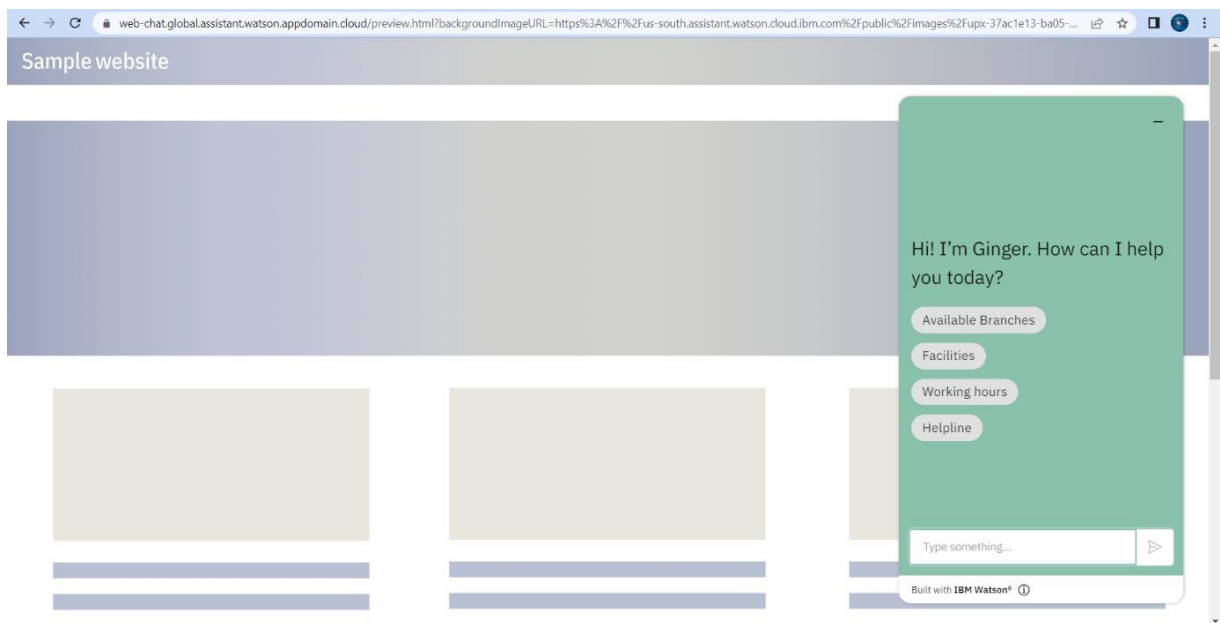 web-chat.global.assistant.watson.appdomain.cloud/preview.html?backgroundImageURL=https%3A%2F%2Fus-south.assistant.watson.cloud.ibm.com%2Fpublic%2Fimages%2Fupx-37ac1e13-ba05-...
Sample website
Hi! I'm Ginger. How can I help
you today?
Available Branches
Facilities
Working hours
Helpline
Type something...
Built with IBM Watson®